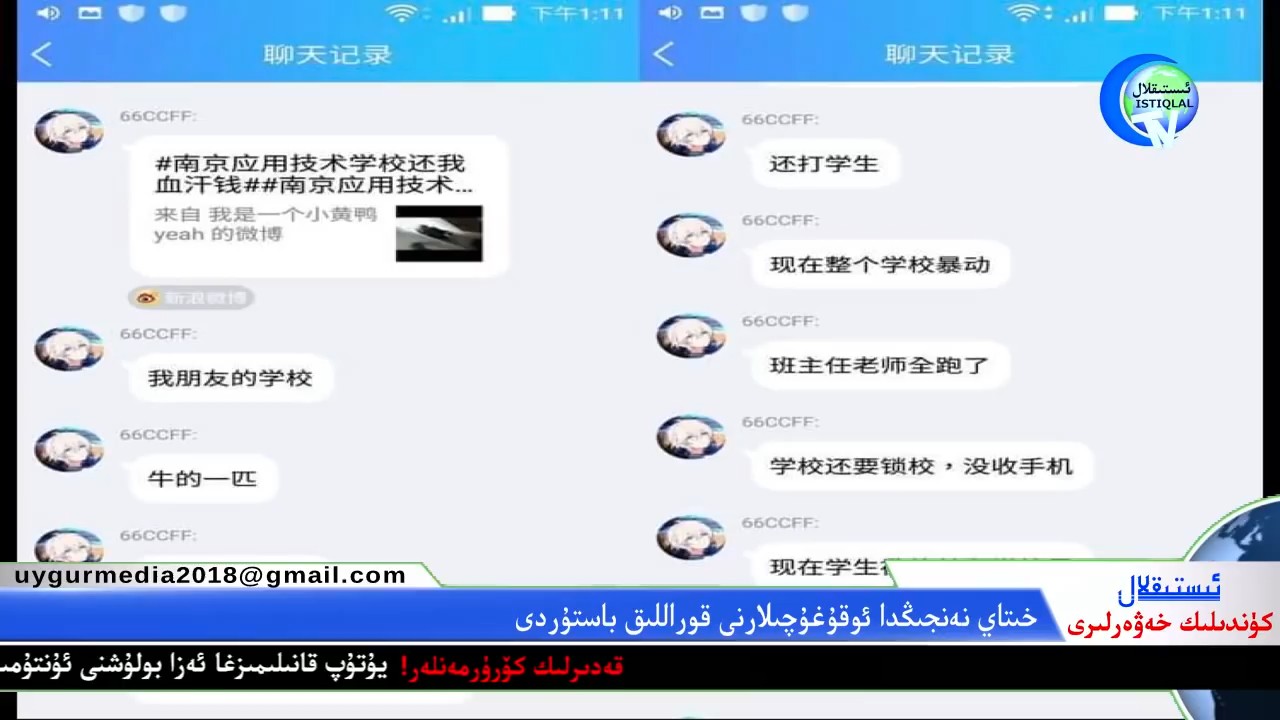 下午1:11
聊天记录
66CCFF:
#南京应用技术学校还我
血汗钱##南京应用技术...
来自 我是一个小黄鸭
yeah 的微博
新浪微博
66CCFF:
我朋友的学校
66CCFF:
牛的一匹
66CCFF:
下午1:11
聊天记录
66CCFF:
还打学生
66CCFF:
现在整个学校暴动
66CCFF:
班主任老师全跑了
66CCFF:
学校还要锁校，没收手机
66CCFF:
现在学生
ئىستىقلال
ISTIQLAL
TV
uygurmedia2018@gmail.com
خىتاي نەنجىڭدا ئوقۇغۇچىلارنى قوراللىق باستۇردى
ئىستىقلال
كۈندىلىك خەۋەرلىرى
قەدىرلىك كۆرۈرمەنلەر! يۇتۇپ قانىلىمىزغا ئەزا بولۇشنى ئۇنتۇمـ